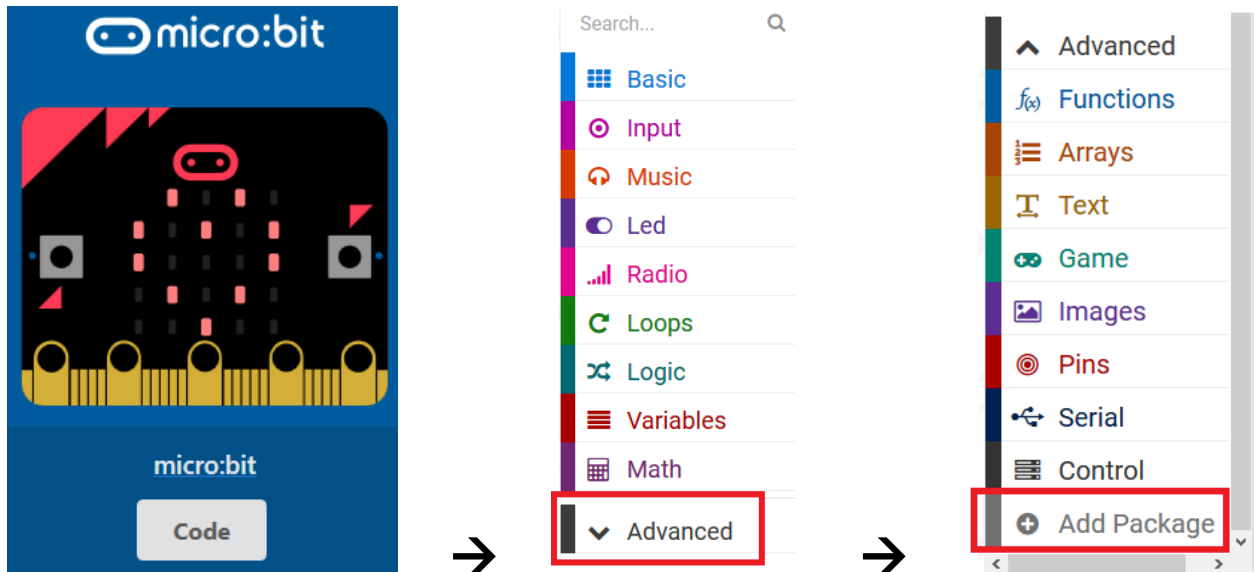 micro:bit
micro:bit
Code
Search...
Basic
Input
Music
Led
Radio
Loops
Logic
Variables
Math
Advanced
Advanced
f(x) Functions
Arrays
Text
Game
Images
Pins
Serial
Control
Add Package